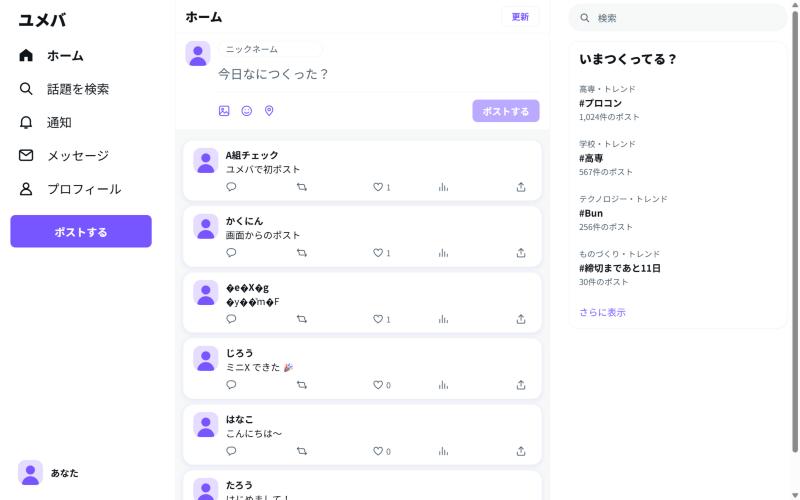 ユメバ
ホーム
話題を検索
通知
メッセージ
プロフィール
ポストする
あなた
ホーム
更新
ニックネーム
今日なにつくった？
ポストする
A組チェック
ユメバで初ポスト
1
かくにん
画面からのポスト
1
�e�X�g
�y��̃m�F
1
じろう
ミニX できた 🎉
0
はなこ
こんにちは〜
0
たろう
はじめまして！
検索
いまつくってる？
高専・トレンド
#プロコン
1,024件のポスト
学校・トレンド
#高専
567件のポスト
テクノロジー・トレンド
#Bun
256件のポスト
ものづくり・トレンド
#締切まであと11日
30件のポスト
さらに表示